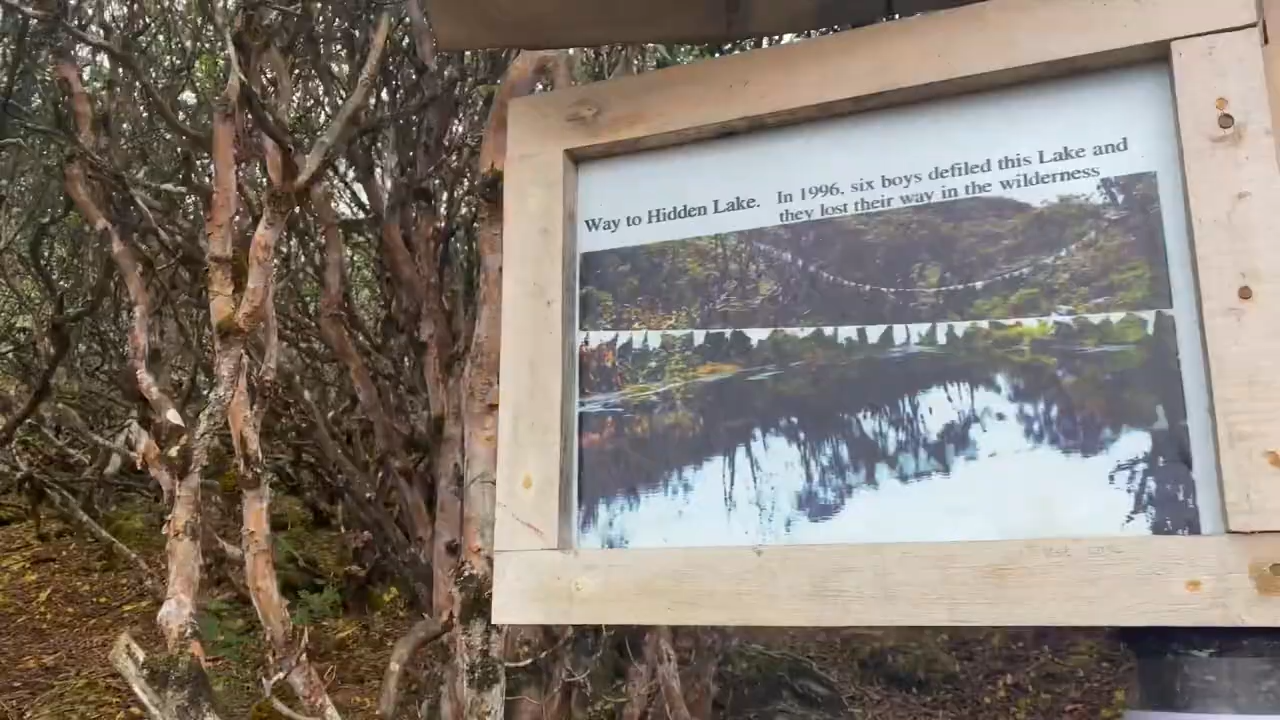 Way to Hidden Lake. In 1996, six boys defiled this Lake and
they lost their way in the wilderness